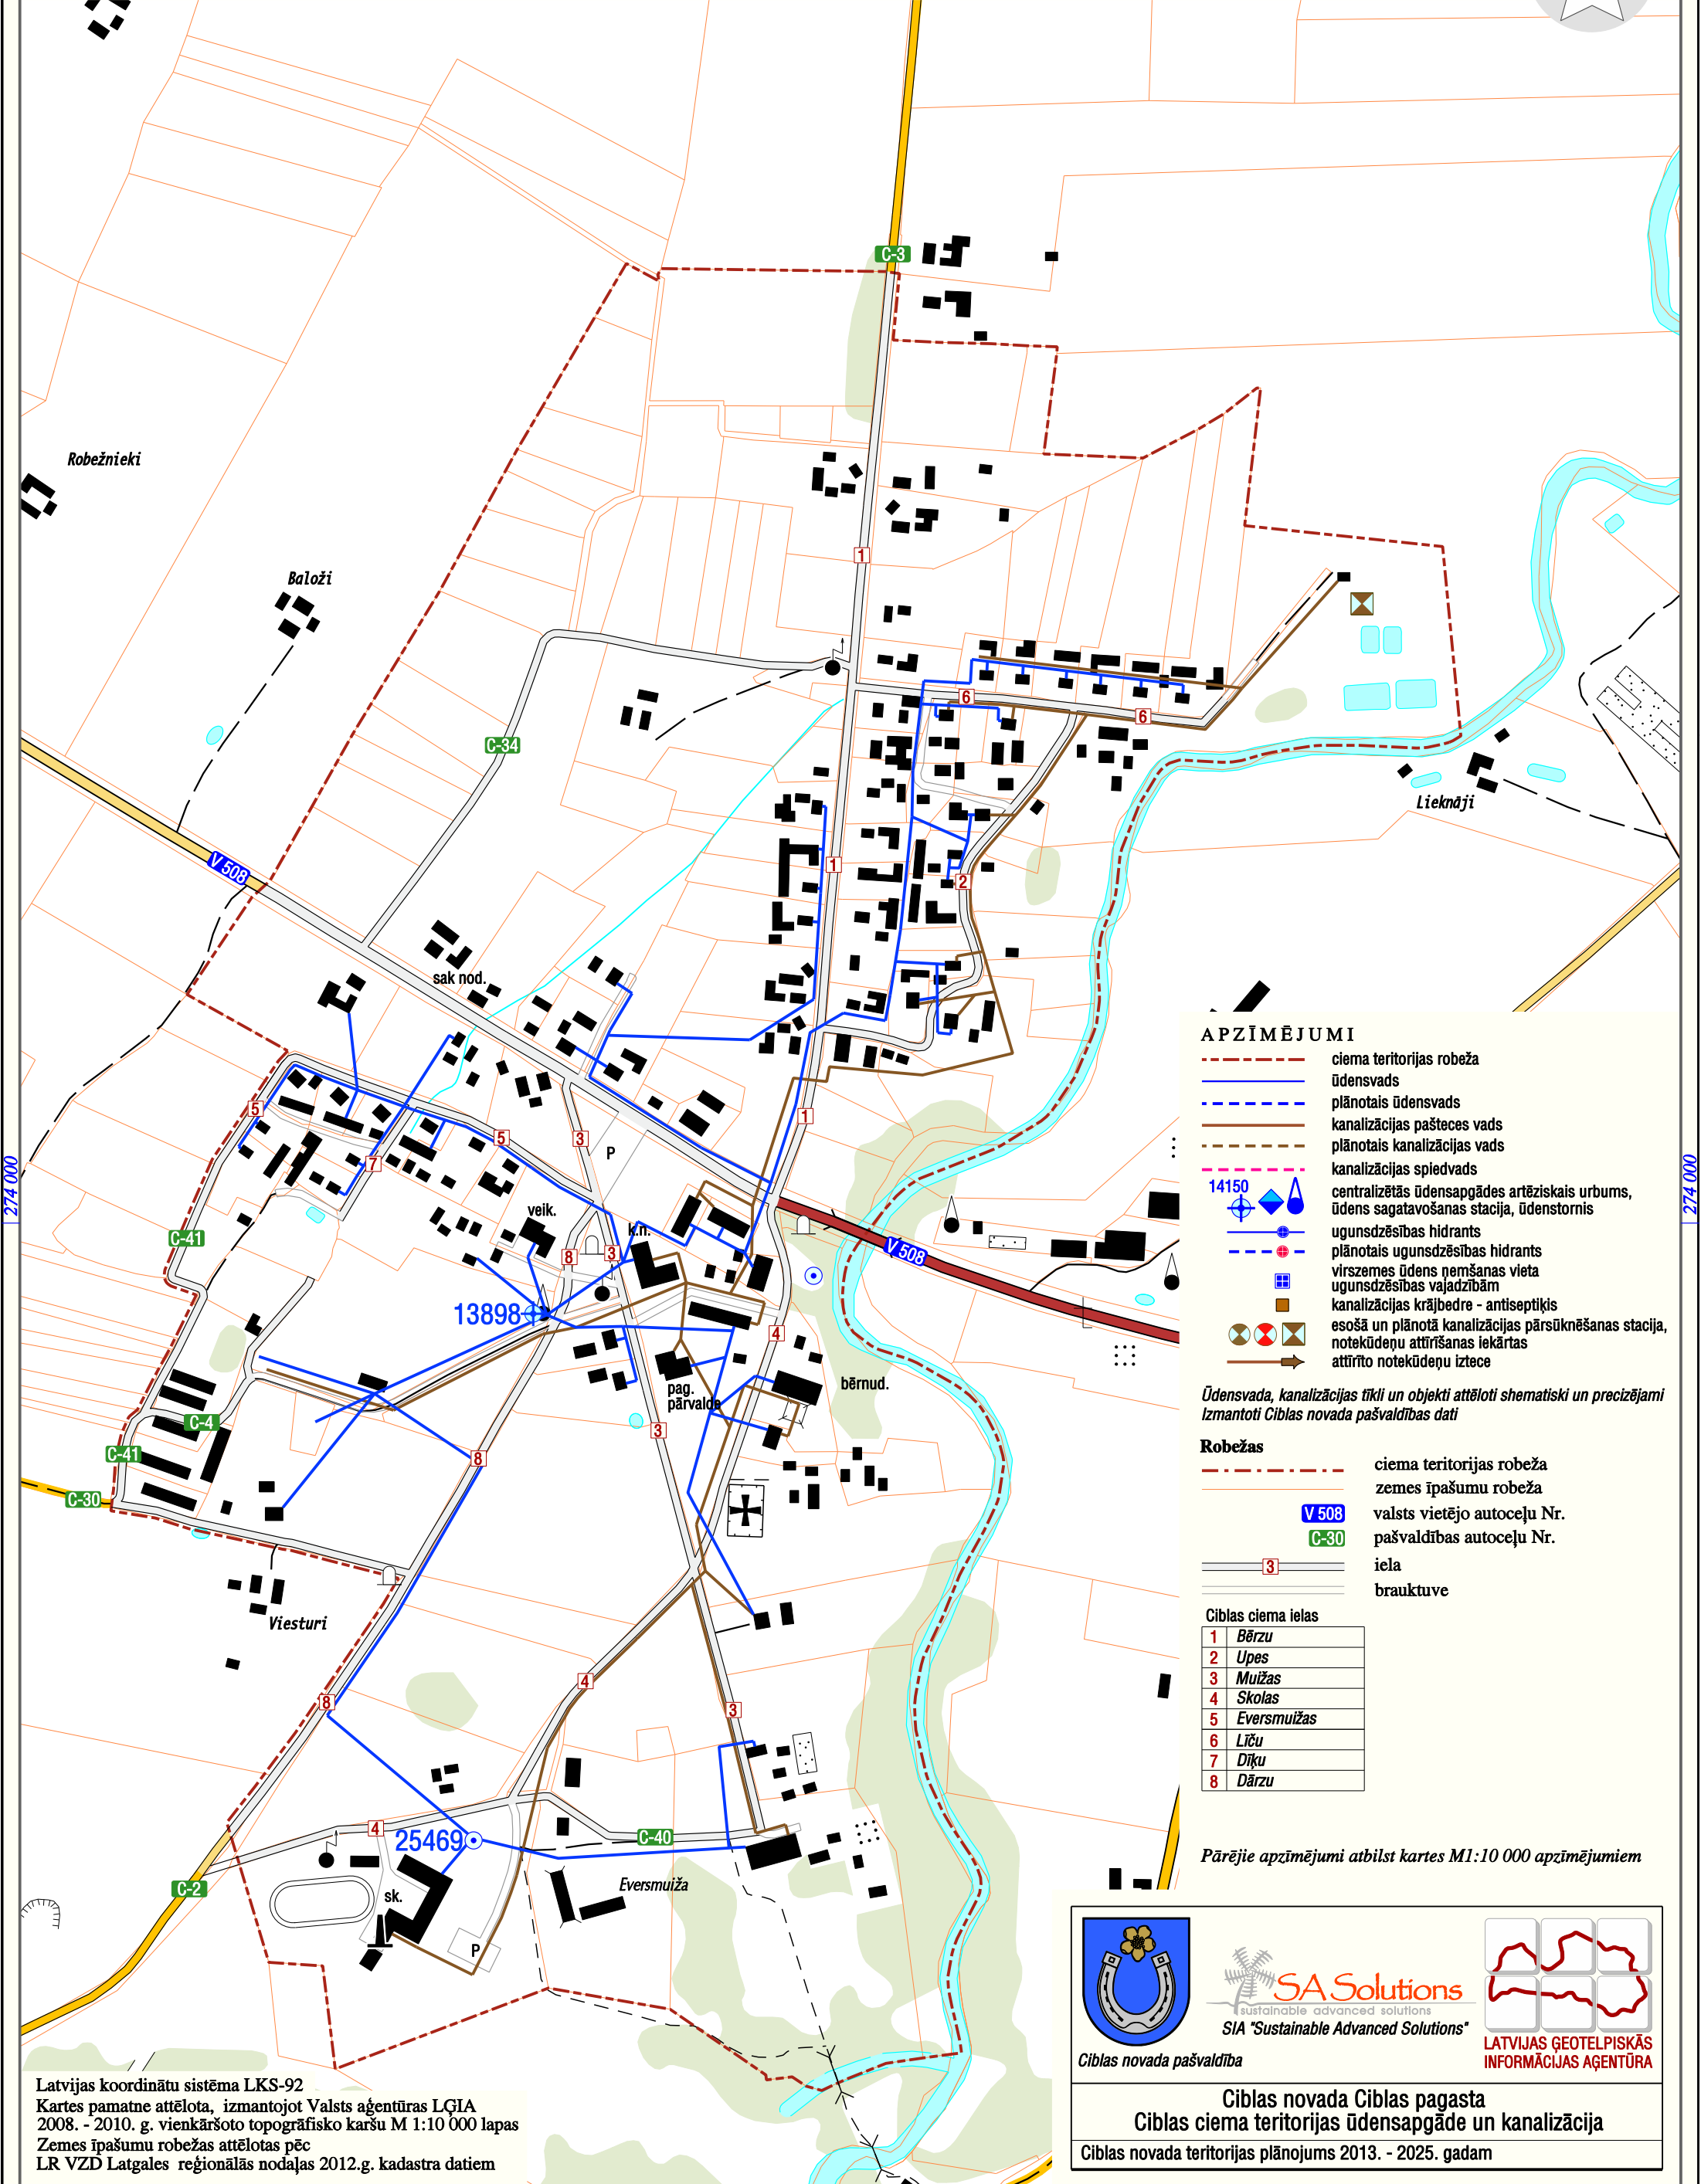 C-3
Robežnieki
1
Baloži
6
6
C-34
Lieknāji
V 508
1
2
sak nod.
APZĪMĒJUMI
ciema teritorijas robeža
ūdensvads
plānotais ūdensvads
kanalizācijas pašteces vads
plānotais kanalizācijas vads
kanalizācijas spiedvads
14150
centralizētās ūdensapgādes artēziskais urbums,
ūdens sagatavošanas stacija, ūdenstornis
ugunsdzēsības hidrants
plānotais ugunsdzēsības hidrants
virszemes ūdens ņemšanas vieta
ugunsdzēsības vajadzībām
kanalizācijas krājbedre - antiseptiķis
esošā un plānotā kanalizācijas pārsūknēšanas stacija,
notekūdeņu attīrīšanas iekārtas
attīrīto notekūdeņu iztece
Ūdensvada, kanalizācijas tīkli un objekti attēloti shematiski un precizējami
Izmantoti Ciblas novada pašvaldības dati
Robežas
ciema teritorijas robeža
zemes īpašumu robeža
V 508 valsts vietējo autoceļu Nr.
C-30 pašvaldības autoceļu Nr.
3 iela
brauktuve
Ciblas ciema ielas
1 Bērzu
2 Upes
3 Muižas
4 Skolas
5 Eversmuižas
6 Līču
7 Dīķu
8 Dārzu
Pārējie apzīmējumi atbilst kartes M1:10 000 apzīmējumiem
5
1
5
3
P
7
274 000
274 000
veik.
k.n.
C-41
8
3
V 508
13898
4
bērnud.
pag.
pārvalde
C-4
3
C-41
8
C-30
Viesturi
4
8
3
4
25469
C-40
C-2
sk.
Eversmuiža
P
SA Solutions
sustainable advanced solutions
SIA "Sustainable Advanced Solutions"
Ciblas novada pašvaldība
LATVIJAS ĢEOTELPISKĀS
INFORMĀCIJAS AĢENTŪRA
Ciblas novada Ciblas pagasta
Ciblas ciema teritorijas ūdensapgāde un kanalizācija
Ciblas novada teritorijas plānojums 2013. - 2025. gadam
Latvijas koordinātu sistēma LKS-92
Kartes pamatne attēlota, izmantojot Valsts aģentūras LĢIA
2008. - 2010. g. vienkāršoto topogrāfisko karšu M 1:10 000 lapas
Zemes īpašumu robežas attēlotas pēc
LR VZD Latgales reģionālās nodaļas 2012.g. kadastra datiem